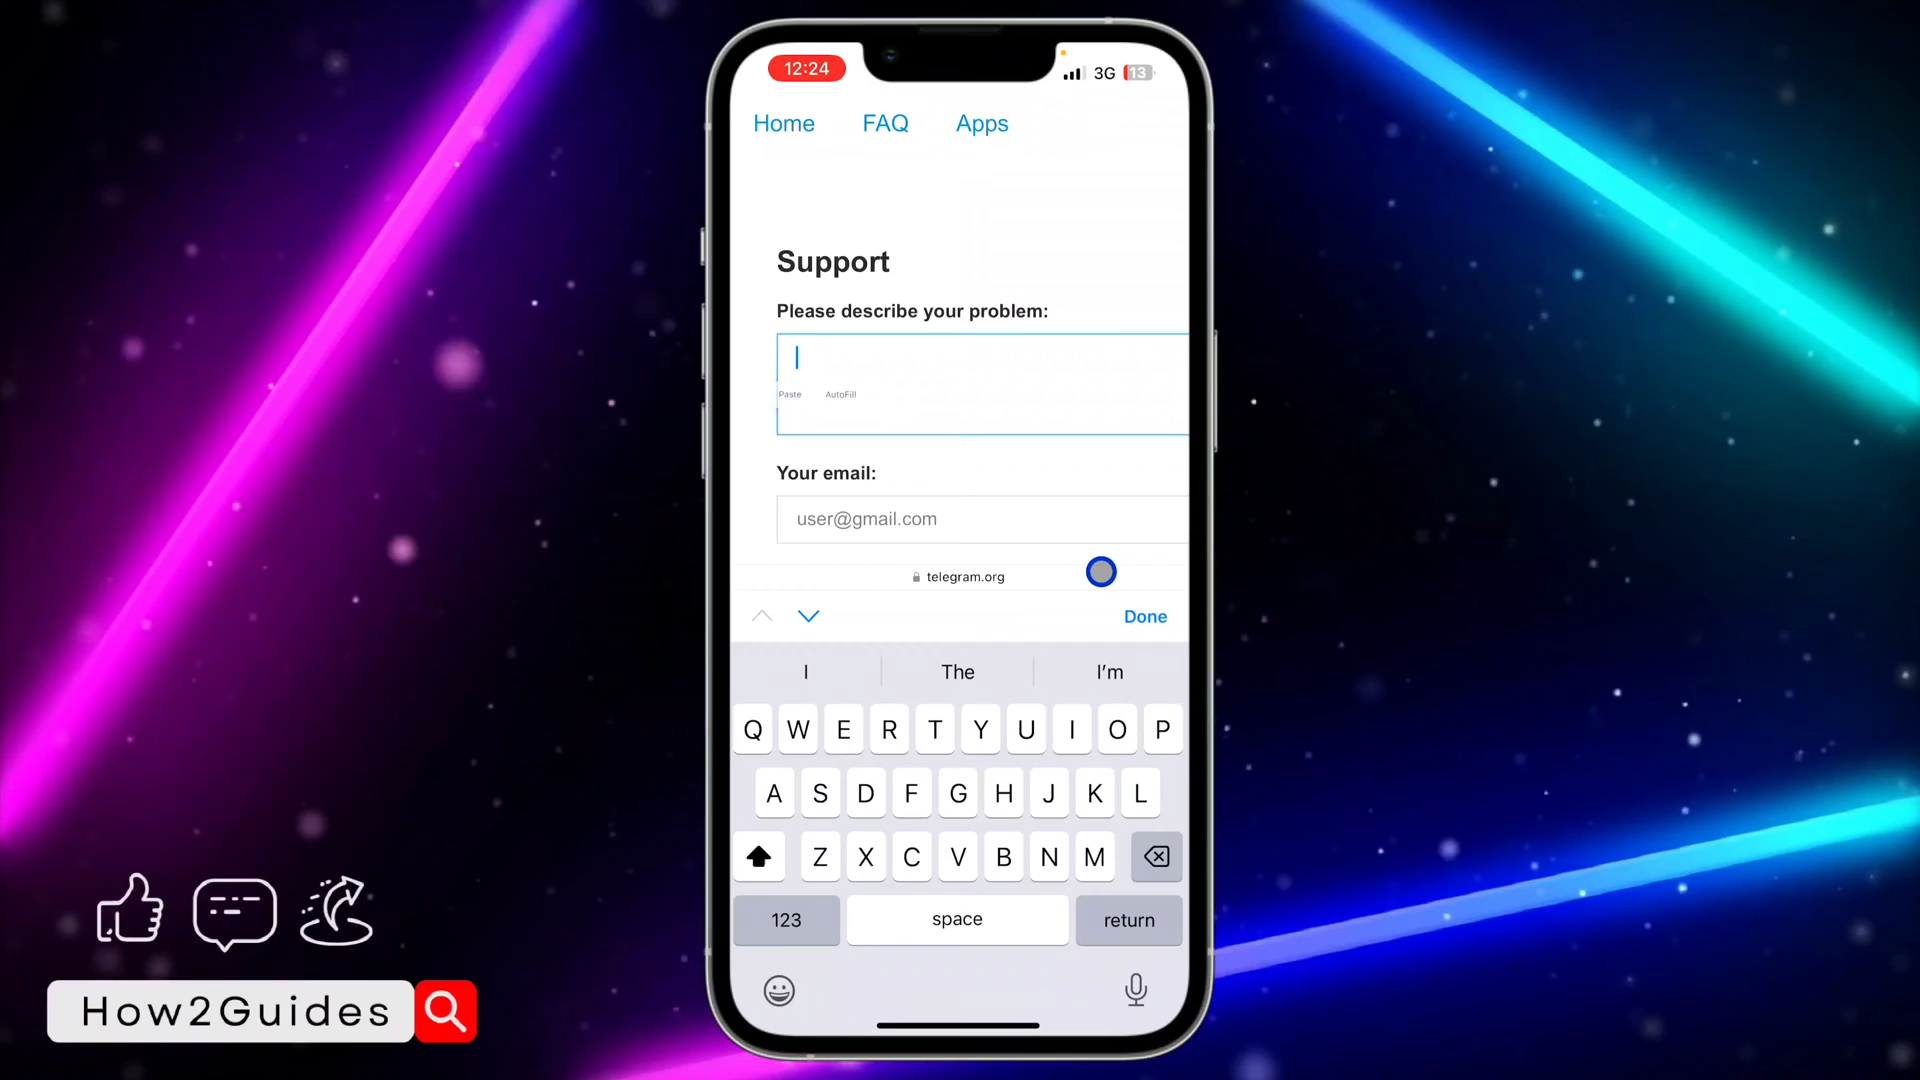 12:24
3G 13
Home FAQ Apps
Support
Please describe your problem:
Paste AutoFill
Your email:
user@gmail.com
telegram.org
Done
I The I'm
Q W E R T Y U I O P
A S D F G H J K L
Z X C V B N M
123 space return
How2Guides